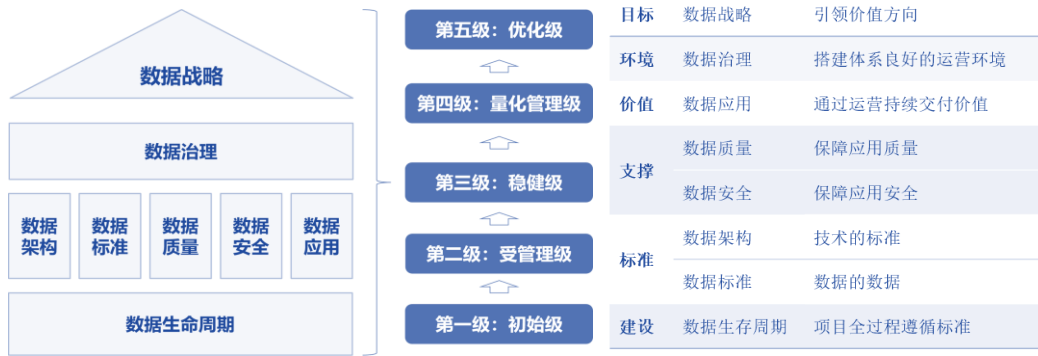 数据战略
数据治理
数据
架构
数据
标准
数据
质量
数据
安全
数据
应用
数据生命周期
第五级：优化级
第四级：量化管理级
第三级：稳健级
第二级：受管理级
第一级：初始级
目标 数据战略 引领价值方向
环境 数据治理 搭建体系良好的运营环境
价值 数据应用 通过运营持续交付价值
支撑
数据质量 保障应用质量
数据安全 保障应用安全
标准
数据架构 技术的标准
数据标准 数据的数据
建设 数据生存周期 项目全过程遵循标准